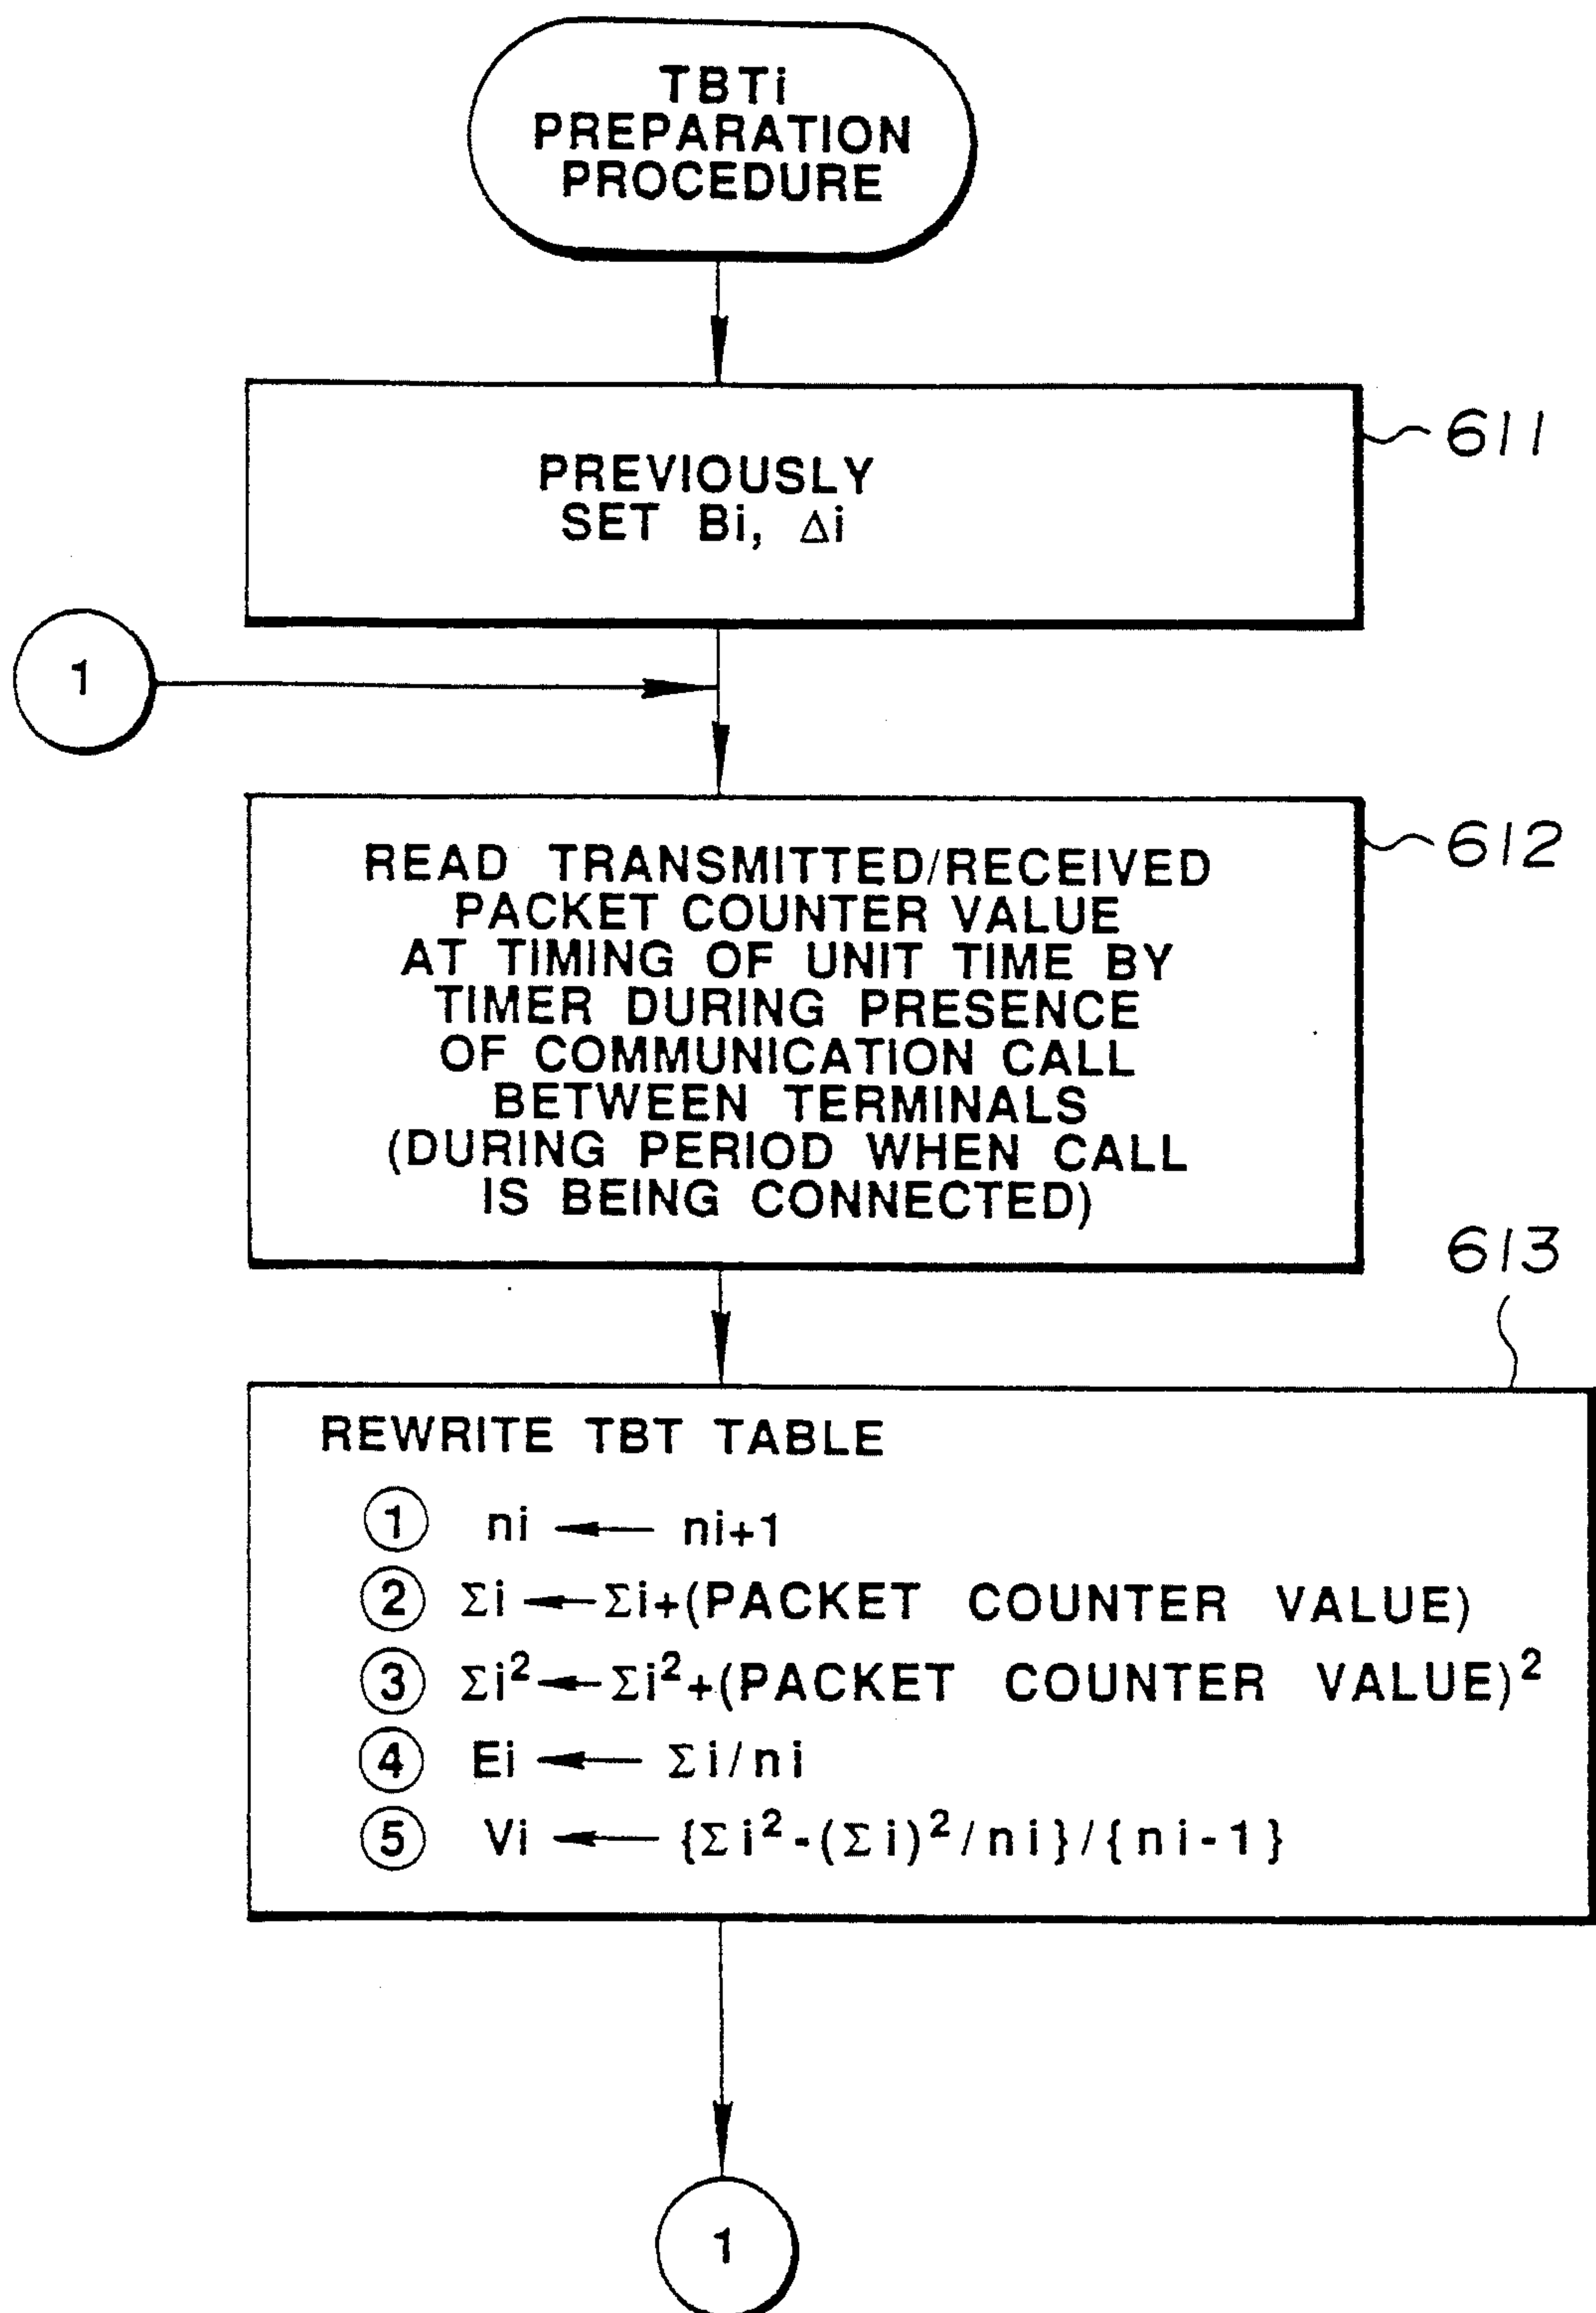 TBTi
PREPARATION
PROCEDURE
PREVIOUSLY
SET Bi, Δi
611
1
READ TRANSMITTED/RECEIVED
PACKET COUNTER VALUE
AT TIMING OF UNIT TIME BY
TIMER DURING PRESENCE
OF COMMUNICATION CALL
BETWEEN TERMINALS
(DURING PERIOD WHEN CALL
IS BEING CONNECTED)
612
613
REWRITE TBT TABLE
① ni ← ni+1
② Σi ← Σi+(PACKET COUNTER VALUE)
③ Σi² ← Σi²+(PACKET COUNTER VALUE)²
④ Ei ← Σi/ni
⑤ Vi ← {Σi²-(Σi)²/ni}/{ni-1}
1